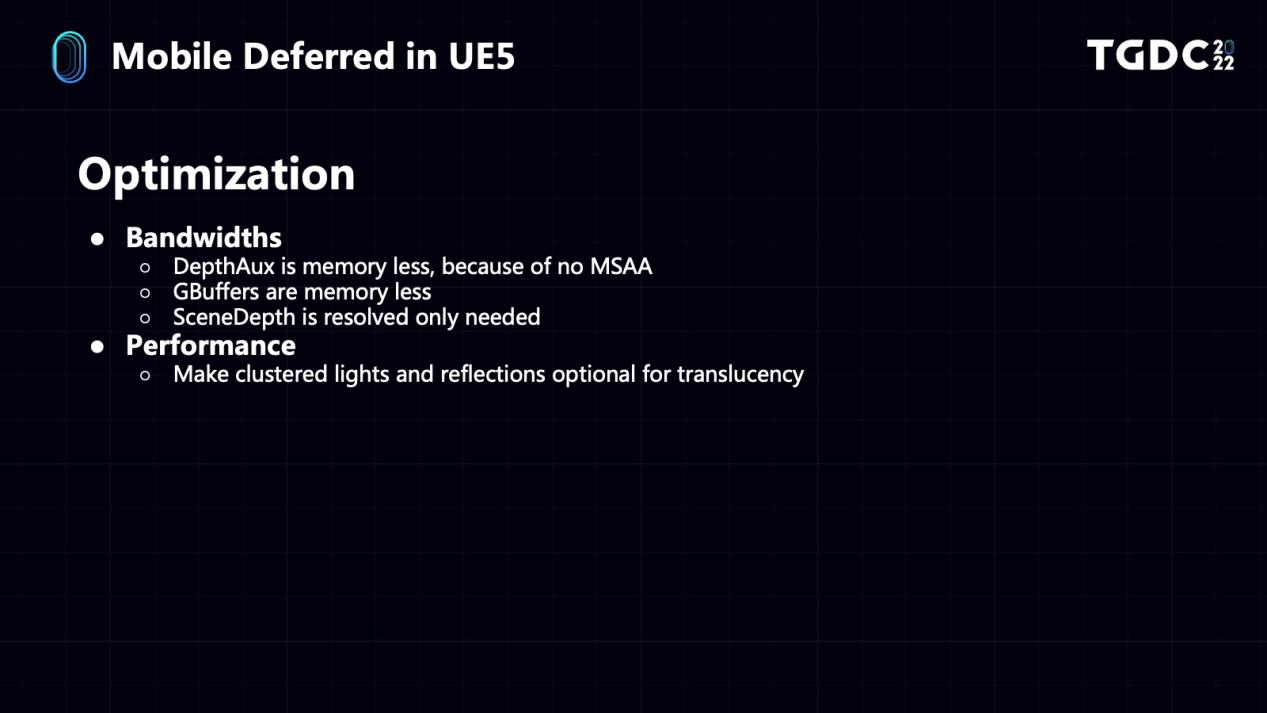 Mobile Deferred in UE5
TGDC 2022
Optimization
● Bandwidths
○ DepthAux is memory less, because of no MSAA
○ GBuffers are memory less
○ SceneDepth is resolved only needed
● Performance
○ Make clustered lights and reflections optional for translucency